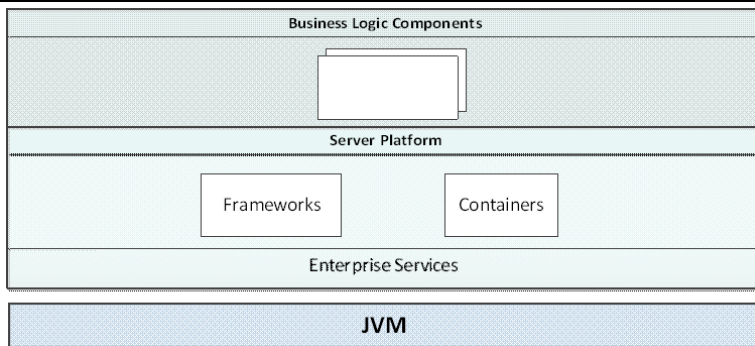 Business Logic Components
Server Platform
Frameworks
Containers
Enterprise Services
JVM